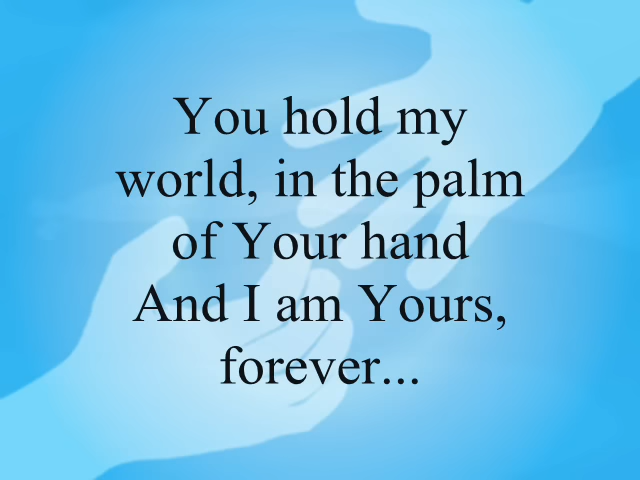 You hold my
world, in the palm
of Your hand
And I am Yours,
forever...